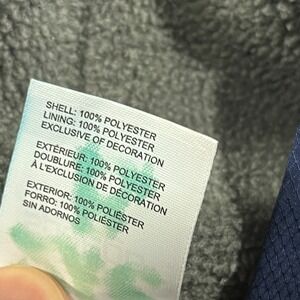 SHELL: 100% POLYESTER
LINING: 100% POLYESTER
EXCLUSIVE OF DECORATION
EXTÉRIEUR: 100% POLYESTER
DOUBLURE: 100% POLYESTER
À L'EXCLUSION DE DÉCORATION
EXTERIOR: 100% POLIÉSTER
FORRO: 100% POLIÉSTER
SIN ADORNOS